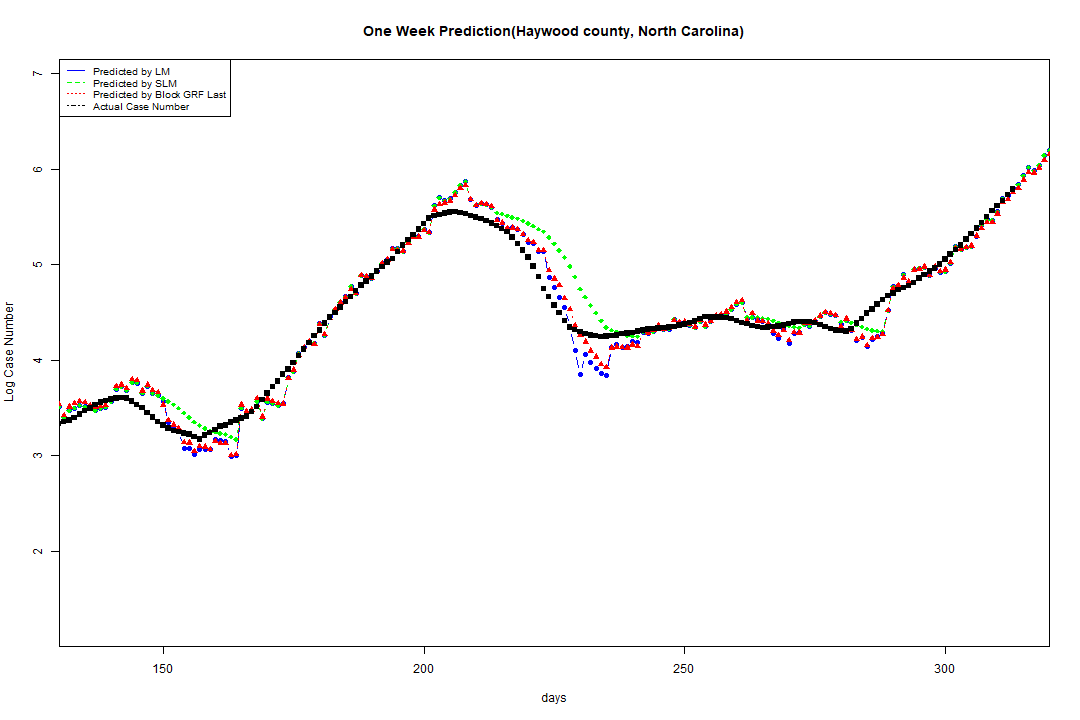 One Week Prediction(Haywood county, North Carolina)
Predicted by LM
Predicted by SLM
Predicted by Block GRF Last
Actual Case Number
7
6
5
4
3
2
Log Case Number
150 200 250 300
days